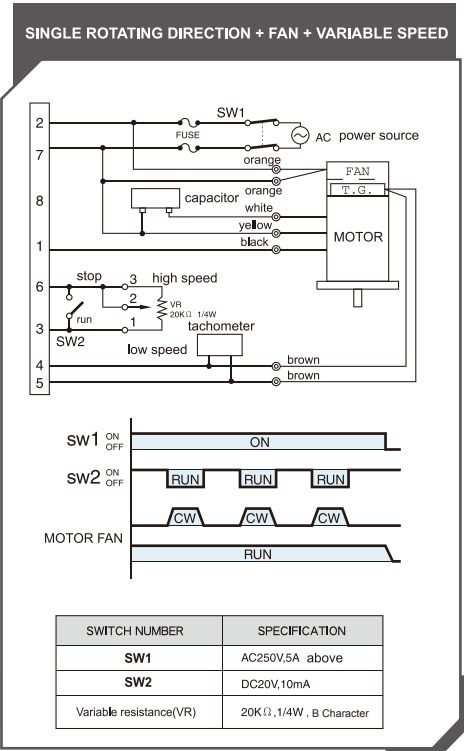 SINGLE ROTATING DIRECTION + FAN + VARIABLE SPEED
2
SW1
FUSE
AC power source
7
orange
FAN
orange
T.G.
8
capacitor
white
yellow
MOTOR
1
black
6
stop
3
high speed
2
VR
20KΩ 1/4W
run
1
3
SW2
tachometer
low speed
4
brown
5
brown
SW1 ON OFF
ON
SW2 ON OFF
RUN RUN RUN
CW CW CW
MOTOR FAN
RUN
SWITCH NUMBER SPECIFICATION
SW1 AC250V,5A above
SW2 DC20V,10mA
Variable resistance(VR) 20KΩ,1/4W , B Character